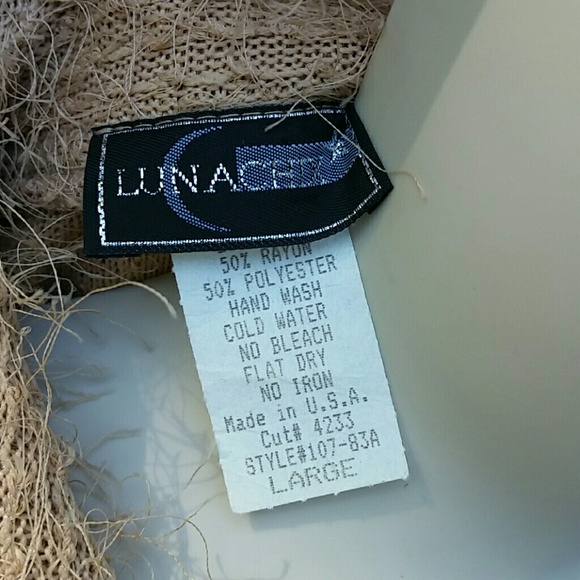 LUNACHIX
50% RAYON
50% POLYESTER
HAND WASH
COLD WATER
NO BLEACH
FLAT DRY
NO IRON
Made in U.S.A.
Cut# 4233
STYLE#107-83A
LARGE